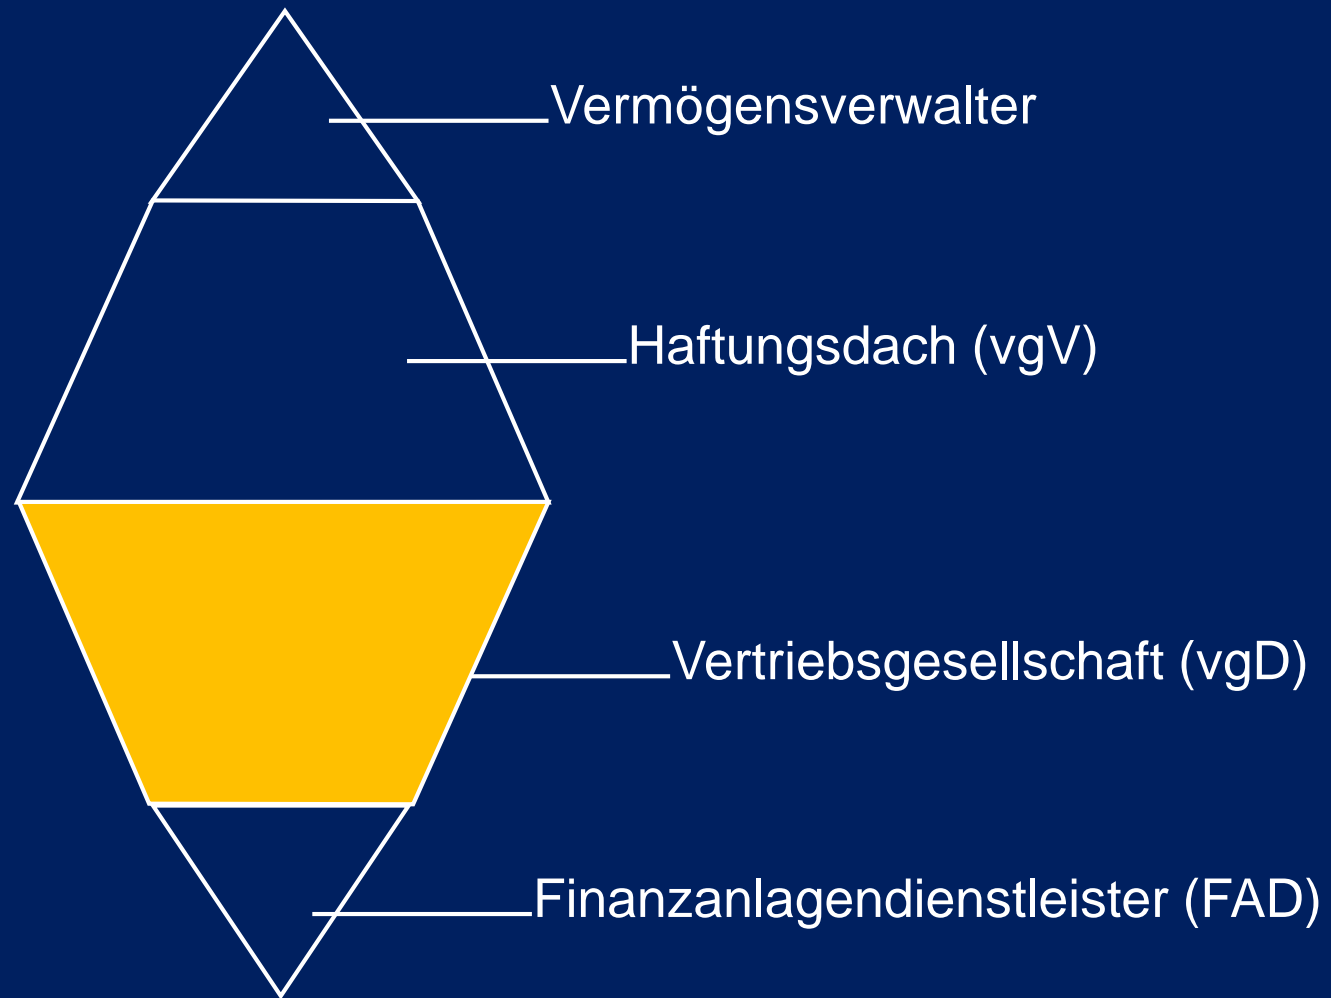 Vermögensverwalter
Haftungsdach (vgV)
Vertriebsgesellschaft (vgD)
Finanzanlagendienstleister (FAD)